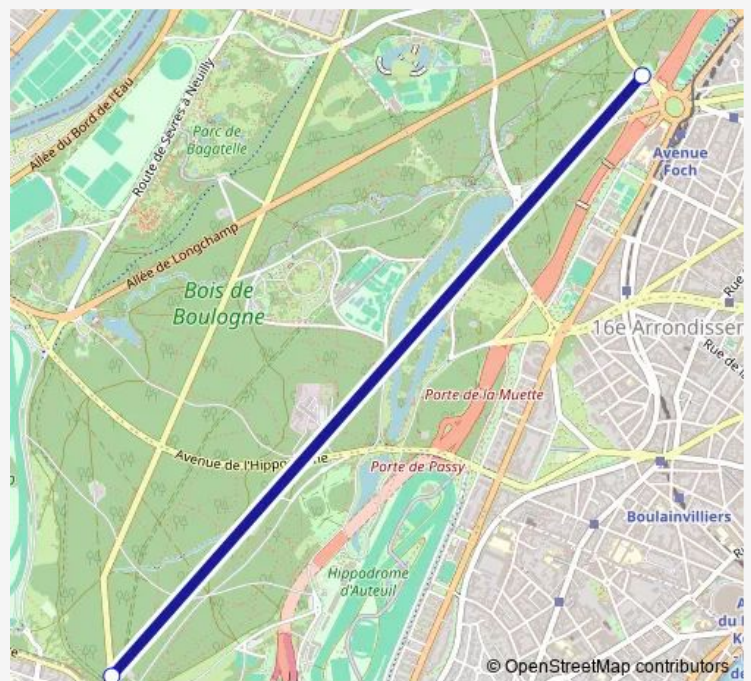 Allée du Bord de l'Eau
Route de Sèvres à Neuilly
Parc de
Bagatelle
Avenue
Foch
Allée de Longchamp
Bois de
Boulogne
16e Arrondisser
Rue
Rue de
Porte de la Muette
Avenue de l'Hippo
Porte de Passy
Boulainvilliers
Hippodrome
d'Auteuil
© OpenStreetMap contributors